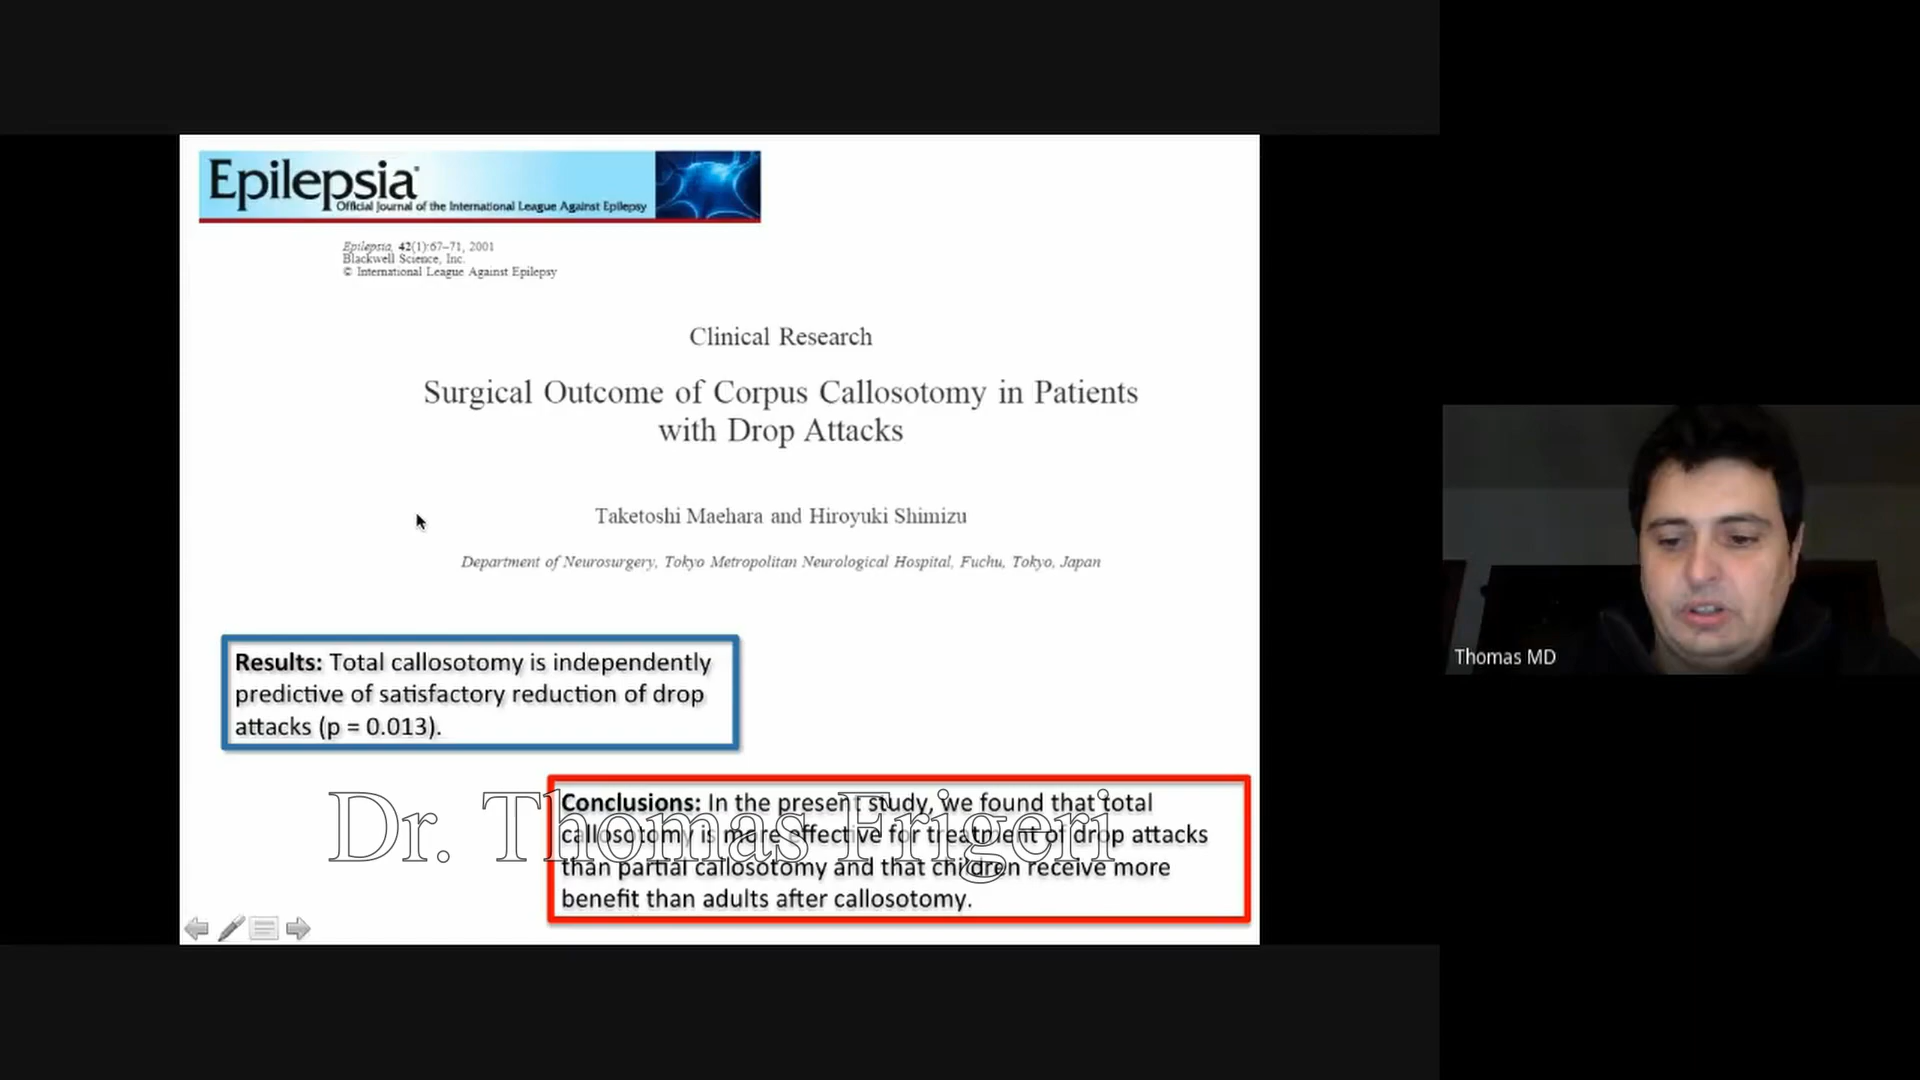 Epilepsia
Official Journal of the International League Against Epilepsy
Epilepsia, 42(1):67–71, 2001
Blackwell Science, Inc.
© International League Against Epilepsy
Clinical Research
Surgical Outcome of Corpus Callosotomy in Patients
with Drop Attacks
Taketoshi Maehara and Hiroyuki Shimizu
Department of Neurosurgery, Tokyo Metropolitan Neurological Hospital, Fuchu, Tokyo, Japan
Results: Total callosotomy is independently
predictive of satisfactory reduction of drop
attacks (p = 0.013).
Conclusions: In the present study, we found that total
callosotomy is more effective for treatment of drop attacks
than partial callosotomy and that children receive more
benefit than adults after callosotomy.
Dr. Thomas Frigeri
Thomas MD